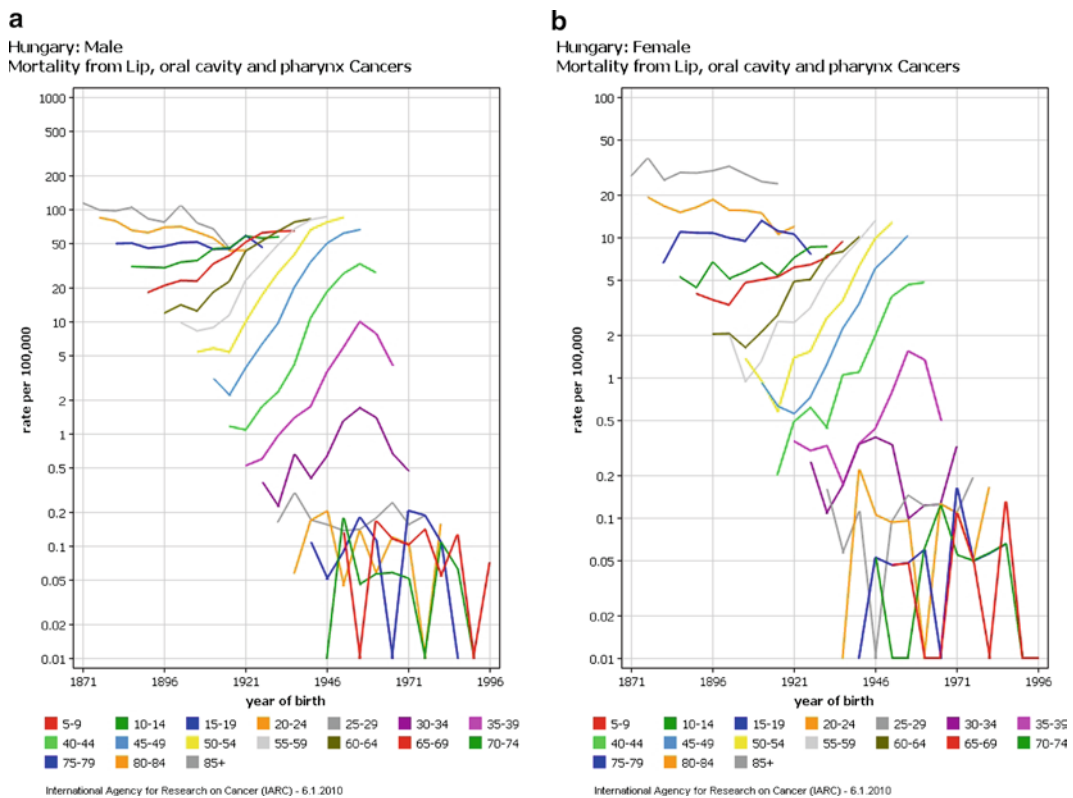 a
Hungary: Male
Mortality from Lip, oral cavity and pharynx Cancers
1000
500
200
100
50
20
10
5
2
1
0.5
0.2
0.1
0.05
0.02
0.01
rate per 100,000
1871 1896 1921 1946 1971 1996
year of birth
5-9 10-14 15-19 20-24 25-29 30-34 35-39
40-44 45-49 50-54 55-59 60-64 65-69 70-74
75-79 80-84 85+
International Agency for Research on Cancer (IARC) - 6.1.2010
b
Hungary: Female
Mortality from Lip, oral cavity and pharynx Cancers
100
50
20
10
5
2
1
0.5
0.2
0.1
0.05
0.02
0.01
rate per 100,000
1871 1896 1921 1946 1971 1996
year of birth
5-9 10-14 15-19 20-24 25-29 30-34 35-39
40-44 45-49 50-54 55-59 60-64 65-69 70-74
75-79 80-84 85+
International Agency for Research on Cancer (IARC) - 6.1.2010